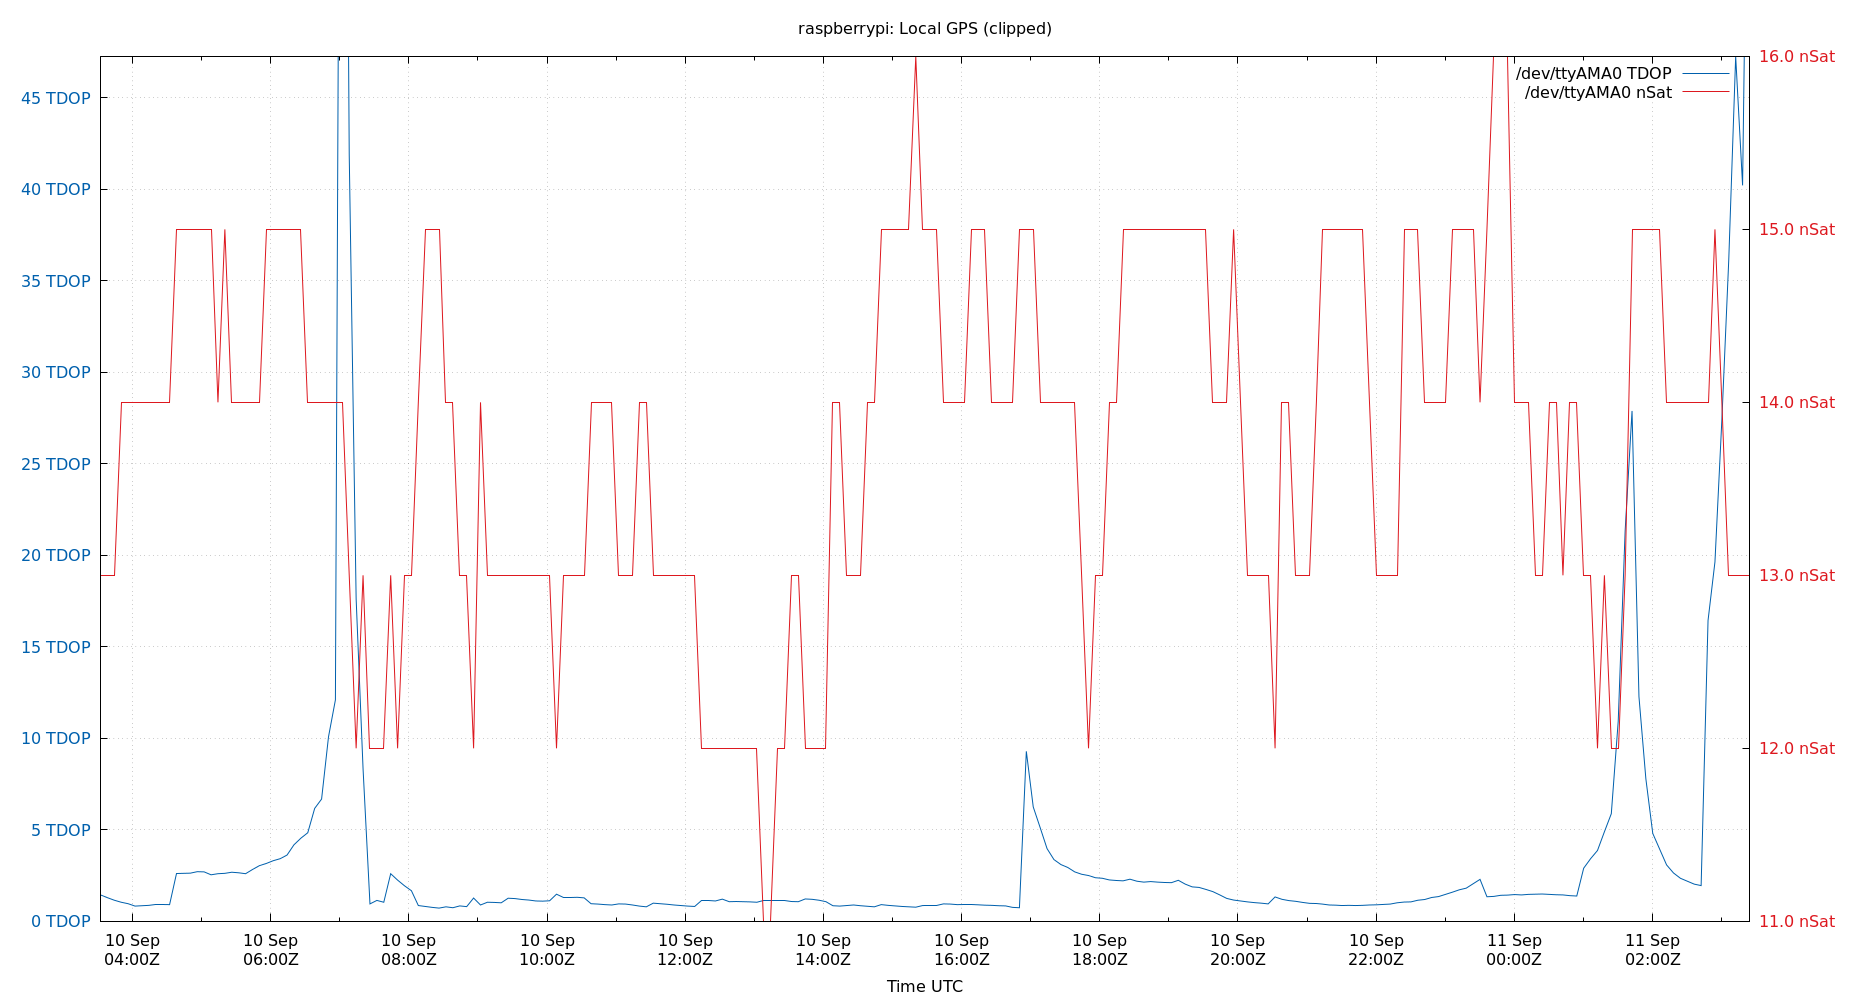 raspberrypi: Local GPS (clipped)
/dev/ttyAMA0 TDOP
/dev/ttyAMA0 nSat
45 TDOP
40 TDOP
35 TDOP
30 TDOP
25 TDOP
20 TDOP
15 TDOP
10 TDOP
5 TDOP
0 TDOP
16.0 nSat
15.0 nSat
14.0 nSat
13.0 nSat
12.0 nSat
11.0 nSat
10 Sep
04:00Z
10 Sep
06:00Z
10 Sep
08:00Z
10 Sep
10:00Z
10 Sep
12:00Z
10 Sep
14:00Z
10 Sep
16:00Z
10 Sep
18:00Z
10 Sep
20:00Z
10 Sep
22:00Z
11 Sep
00:00Z
11 Sep
02:00Z
Time UTC